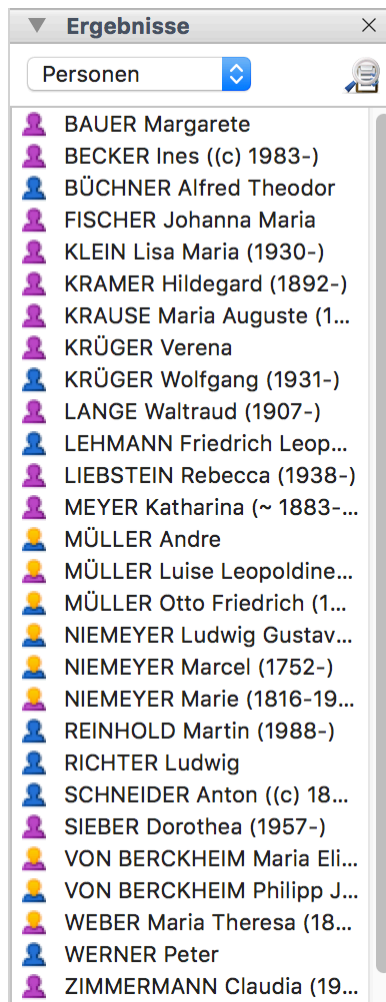 Ergebnisse
Personen
BAUER Margarete
BECKER Ines ((c) 1983-)
BÜCHNER Alfred Theodor
FISCHER Johanna Maria
KLEIN Lisa Maria (1930-)
KRAMER Hildegard (1892-)
KRAUSE Maria Auguste (1...
KRÜGER Verena
KRÜGER Wolfgang (1931-)
LANGE Waltraud (1907-)
LEHMANN Friedrich Leop...
LIEBSTEIN Rebecca (1938-)
MEYER Katharina (~ 1883-...
MÜLLER Andre
MÜLLER Luise Leopoldine...
MÜLLER Otto Friedrich (1...
NIEMEYER Ludwig Gustav...
NIEMEYER Marcel (1752-)
NIEMEYER Marie (1816-19...
REINHOLD Martin (1988-)
RICHTER Ludwig
SCHNEIDER Anton ((c) 18...
SIEBER Dorothea (1957-)
VON BERCKHEIM Maria Eli...
VON BERCKHEIM Philipp J...
WEBER Maria Theresa (18...
WERNER Peter
ZIMMERMANN Claudia (19...